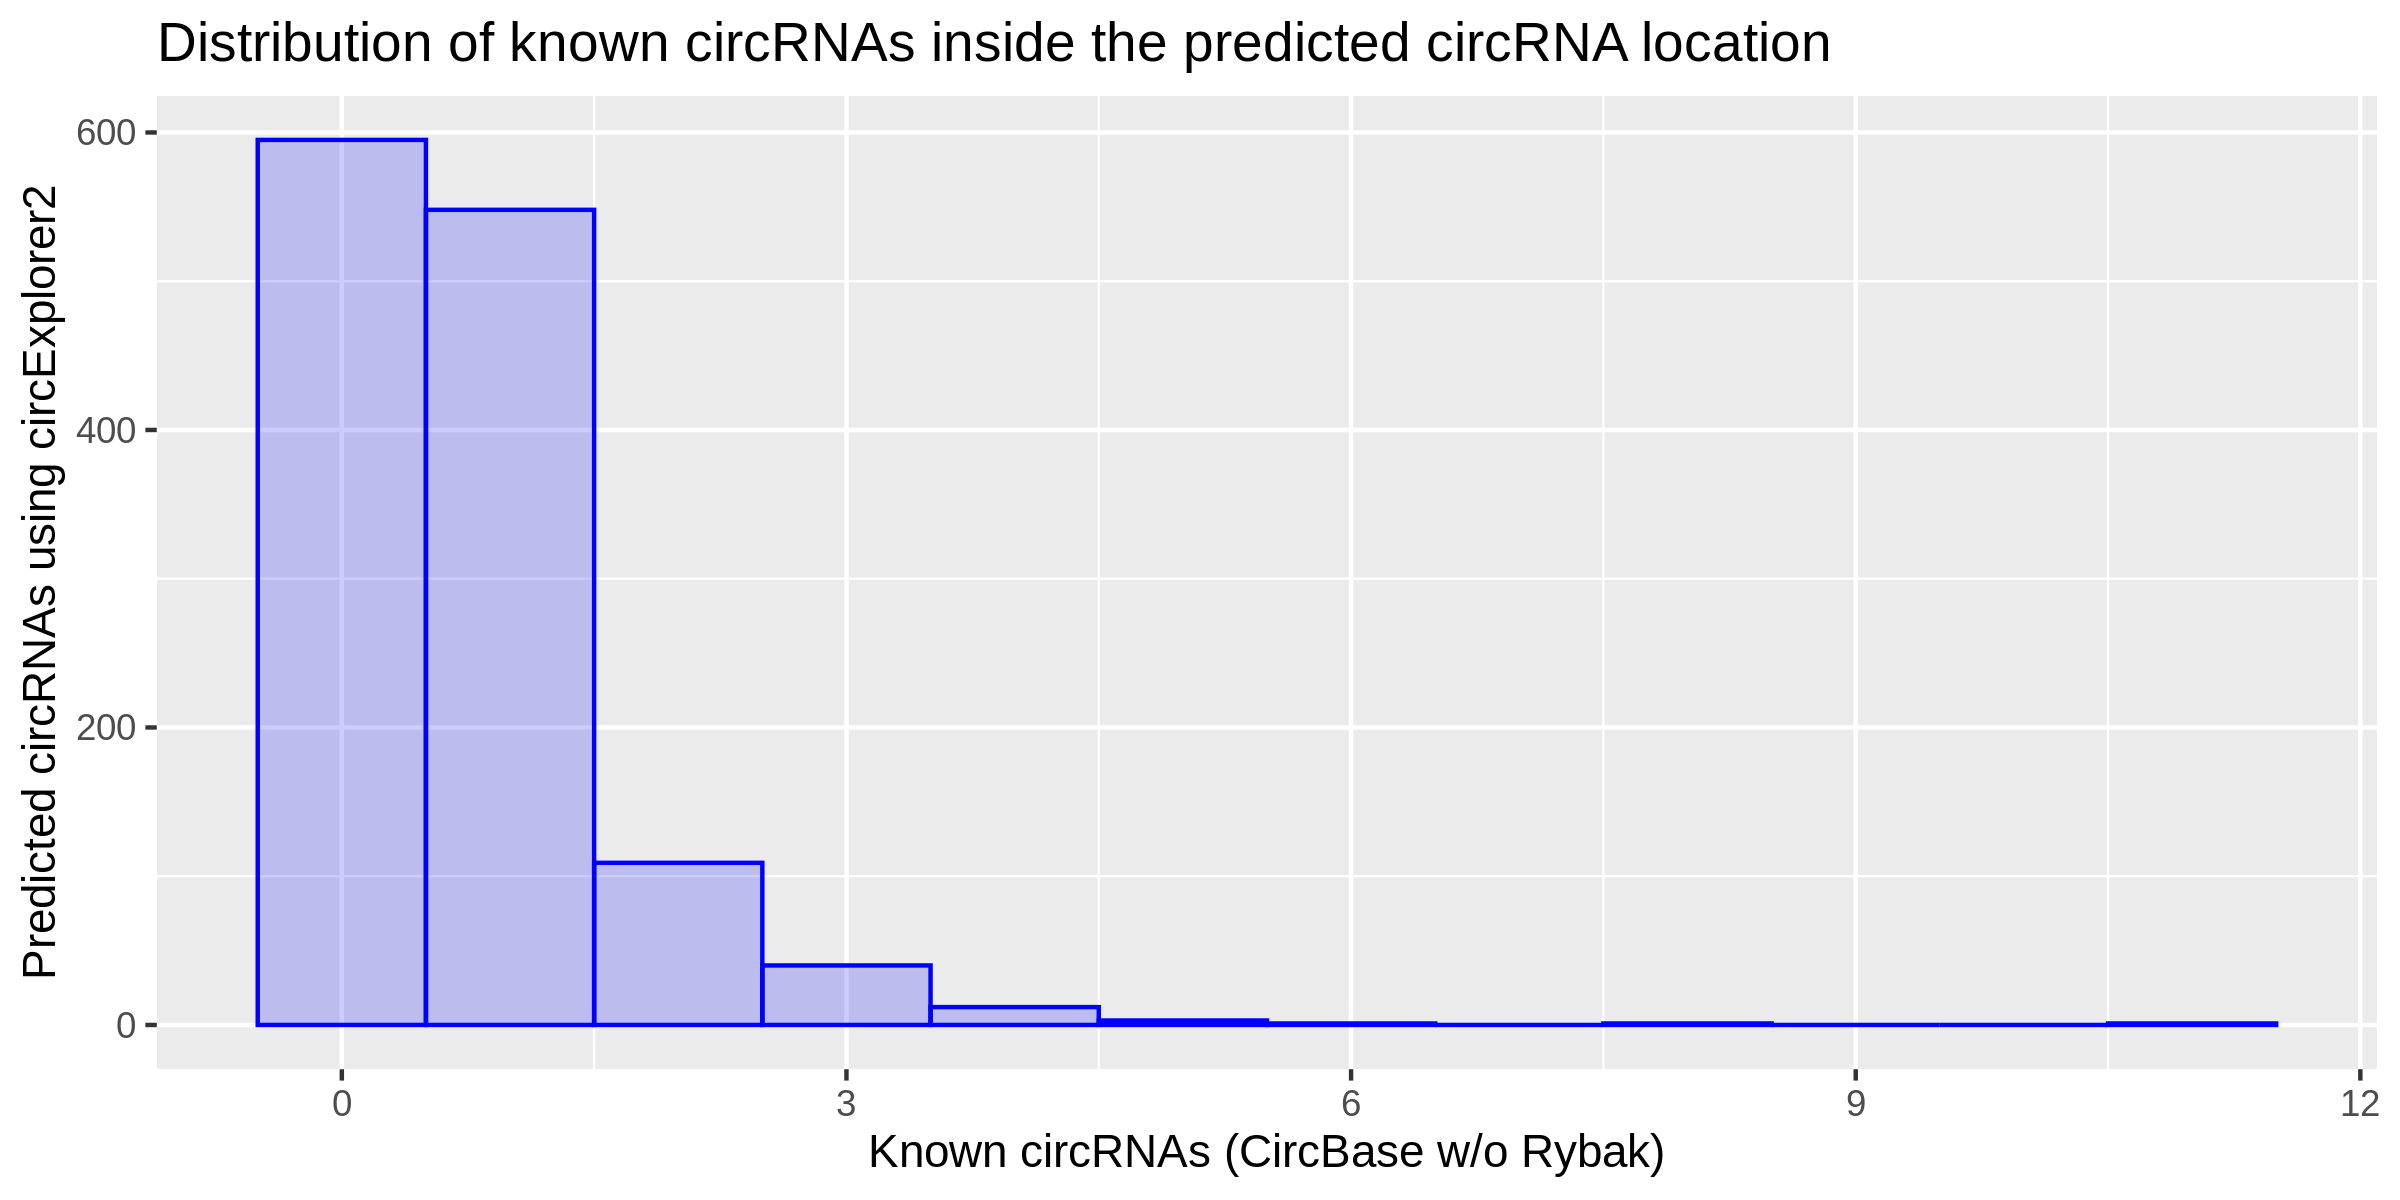 Distribution of known circRNAs inside the predicted circRNA location
Predicted circRNAs using circExplorer2
600
400
200
0
0 3 6 9 12
Known circRNAs (CircBase w/o Rybak)